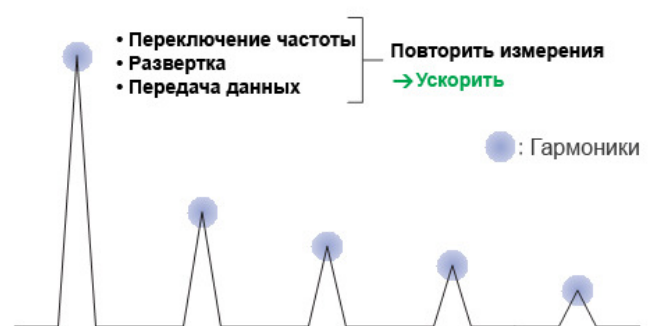 • Переключение частоты
• Развертка
• Передача данных
Повторить измерения
→Ускорить
: Гармоники